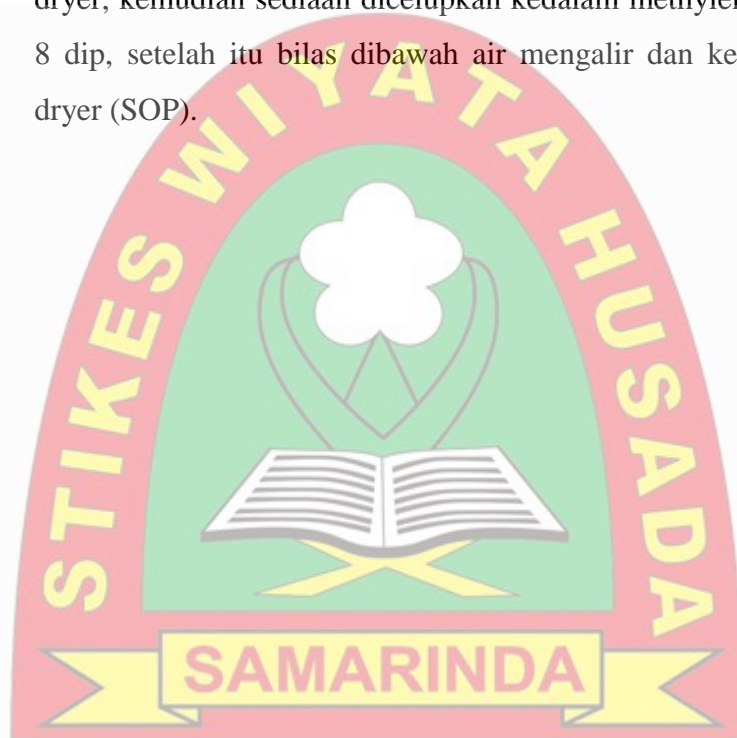 dryer, kemudian sediaan dicelupkan kedalam methylen
8 dip, setelah itu bilas dibawah air mengalir dan ke
dryer (SOP).
STIKES WIYATA HUSADA
SAMARINDA